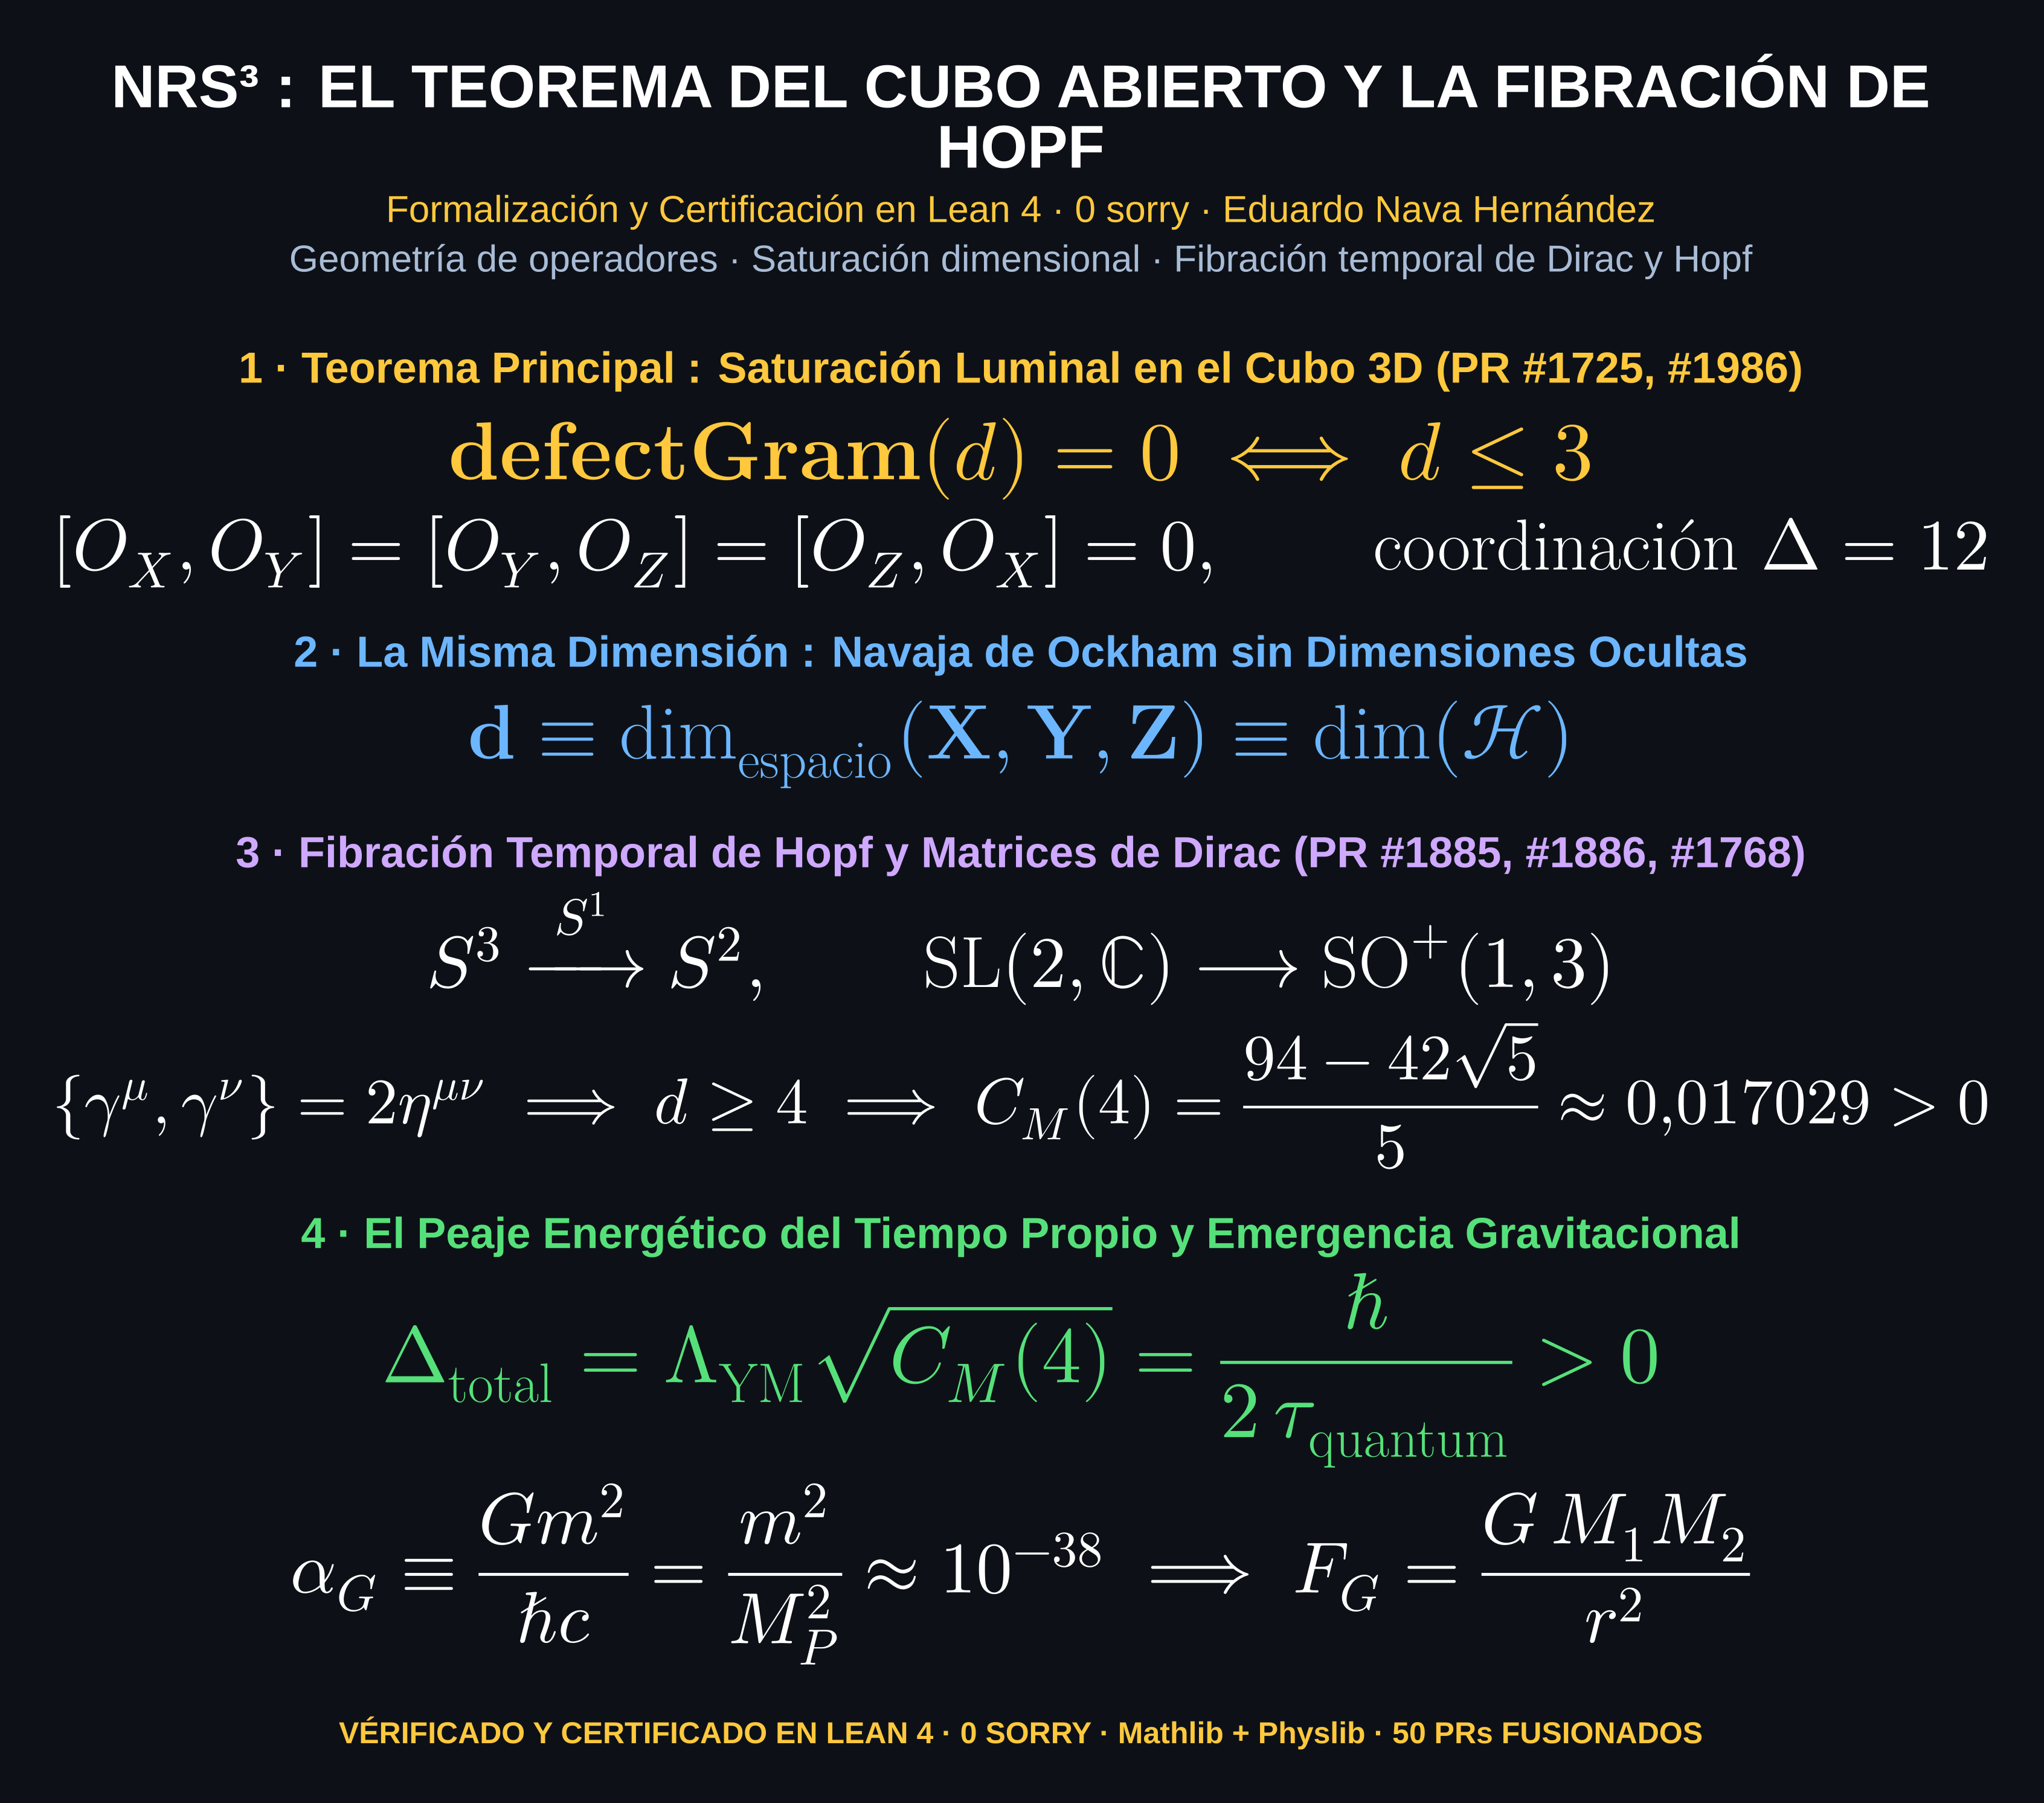 NRS³ : EL TEOREMA DEL CUBO ABIERTO Y LA FIBRACIÓN DE
HOPF
Formalización y Certificación en Lean 4 · 0 sorry · Eduardo Nava Hernández
Geometría de operadores · Saturación dimensional · Fibración temporal de Dirac y Hopf
1 · Teorema Principal : Saturación Luminal en el Cubo 3D (PR #1725, #1986)
defectGram(d) = 0 ⟺ d ≤ 3
[O_X, O_Y] = [O_Y, O_Z] = [O_Z, O_X] = 0, coordinación Δ = 12
2 · La Misma Dimensión : Navaja de Ockham sin Dimensiones Ocultas
d ≡ dim_espacio(X, Y, Z) ≡ dim(ℋ)
3 · Fibración Temporal de Hopf y Matrices de Dirac (PR #1885, #1886, #1768)
S³ —S¹→ S², SL(2, ℂ) ⟶ SO⁺(1, 3)
{γ^μ, γ^ν} = 2η^{μν} ⟹ d ≥ 4 ⟹ C_M(4) = (94 − 42√5)/5 ≈ 0,017029 > 0
4 · El Peaje Energético del Tiempo Propio y Emergencia Gravitacional
Δ_total = Λ_YM √(C_M(4)) = ħ/(2 τ_quantum) > 0
α_G ≡ Gm²/(ħc) = m²/M_P² ≈ 10⁻³⁸ ⟹ F_G = G M₁M₂/r²
VÉRIFICADO Y CERTIFICADO EN LEAN 4 · 0 SORRY · Mathlib + Physlib · 50 PRs FUSIONADOS